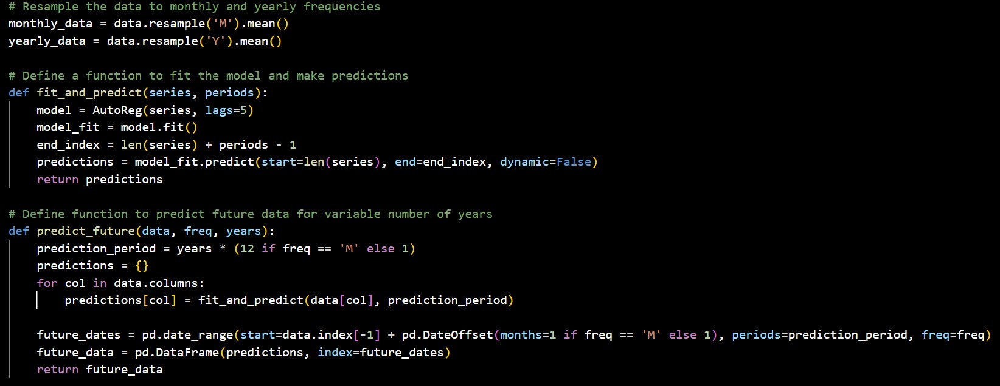 # Resample the data to monthly and yearly frequencies
monthly_data = data.resample('M').mean()
yearly_data = data.resample('Y').mean()

# Define a function to fit the model and make predictions
def fit_and_predict(series, periods):
    model = AutoReg(series, lags=5)
    model_fit = model.fit()
    end_index = len(series) + periods - 1
    predictions = model_fit.predict(start=len(series), end=end_index, dynamic=False)
    return predictions

# Define function to predict future data for variable number of years
def predict_future(data, freq, years):
    prediction_period = years * (12 if freq == 'M' else 1)
    predictions = {}
    for col in data.columns:
        predictions[col] = fit_and_predict(data[col], prediction_period)

    future_dates = pd.date_range(start=data.index[-1] + pd.DateOffset(months=1 if freq == 'M' else 1), periods=prediction_period, freq=freq)
    future_data = pd.DataFrame(predictions, index=future_dates)
    return future_data